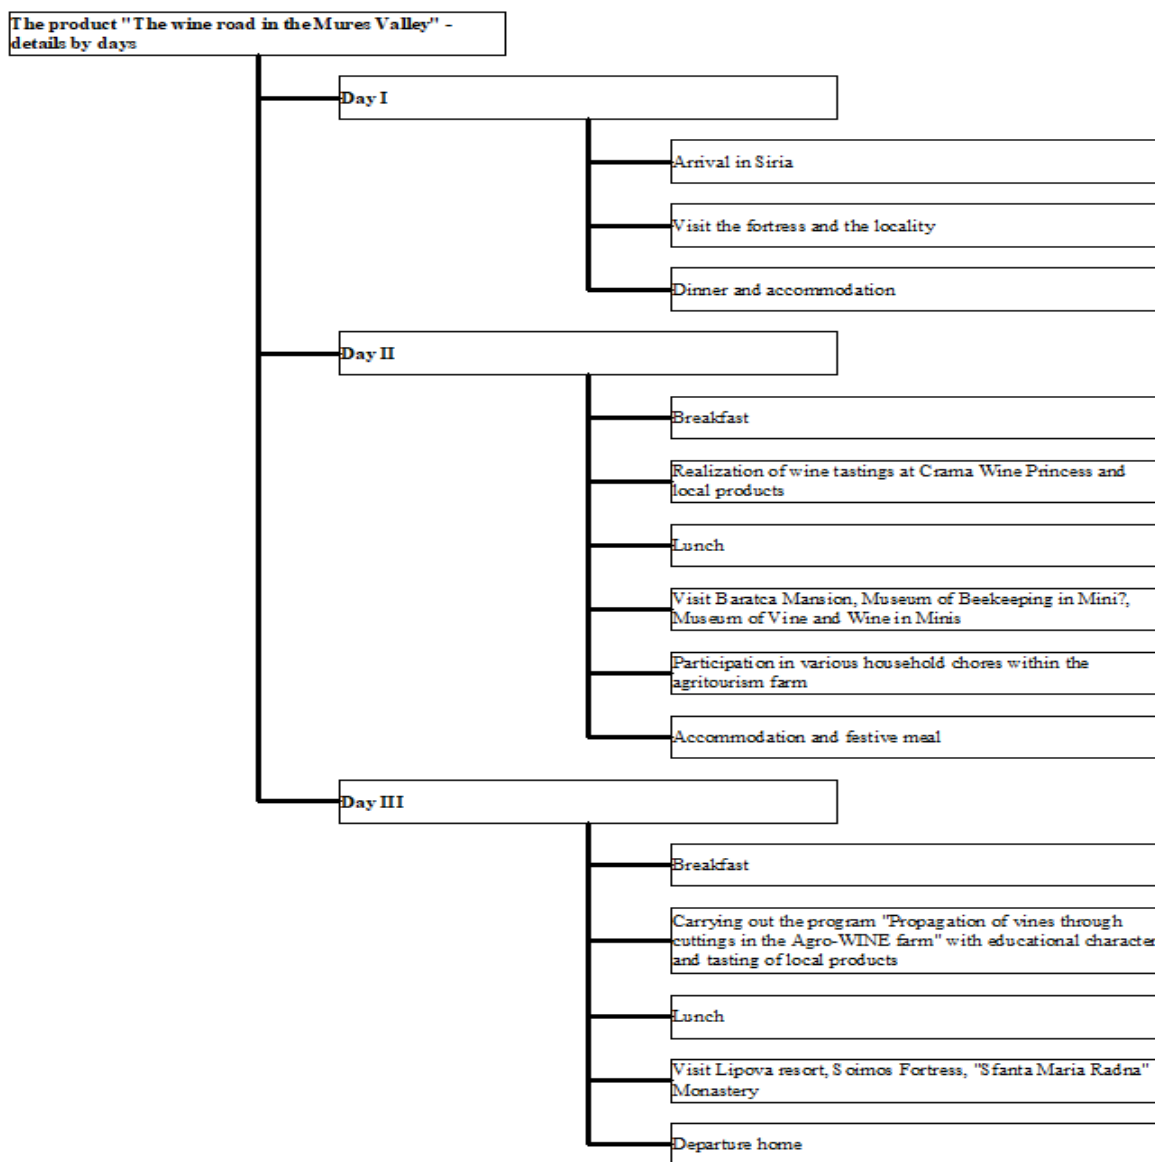 The product "The wine road in the Mures Valley" -
details by days
Day I
Arrival in Siria
Visit the fortress and the locality
Dinner and accommodation
Day II
Breakfast
Realization of wine tastings at Crama Wine Princess and
local products
Lunch
Visit Baratca Mansion, Museum of Beekeeping in Mini?,
Museum of Vine and Wine in Minis
Participation in various household chores within the
agritourism farm
Accommodation and festive meal
Day III
Breakfast
Carrying out the program "Propagation of vines through
cuttings in the Agro-WINE farm" with educational character
and tasting of local products
Lunch
Visit Lipova resort, Soimos Fortress, "Sfanta Maria Radna"
Monastery
Departure home